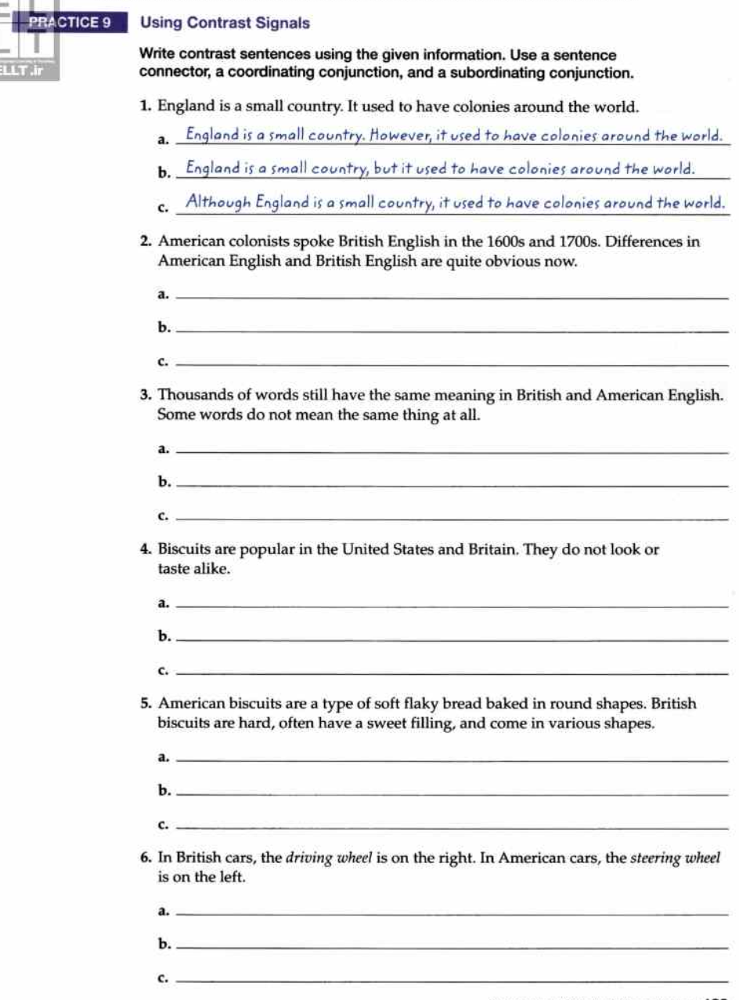 PRACTICE 9 Using Contrast Signals
ELLT.ir
Write contrast sentences using the given information. Use a sentence
connector, a coordinating conjunction, and a subordinating conjunction.
1. England is a small country. It used to have colonies around the world.
a. England is a small country. However, it used to have colonies around the world.
b. England is a small country, but it used to have colonies around the world.
c. Although England is a small country, it used to have colonies around the world.
2. American colonists spoke British English in the 1600s and 1700s. Differences in
American English and British English are quite obvious now.
a.
b.
c.
3. Thousands of words still have the same meaning in British and American English.
Some words do not mean the same thing at all.
a.
b.
c.
4. Biscuits are popular in the United States and Britain. They do not look or
taste alike.
a.
b.
c.
5. American biscuits are a type of soft flaky bread baked in round shapes. British
biscuits are hard, often have a sweet filling, and come in various shapes.
a.
b.
c.
6. In British cars, the driving wheel is on the right. In American cars, the steering wheel
is on the left.
a.
b.
c.